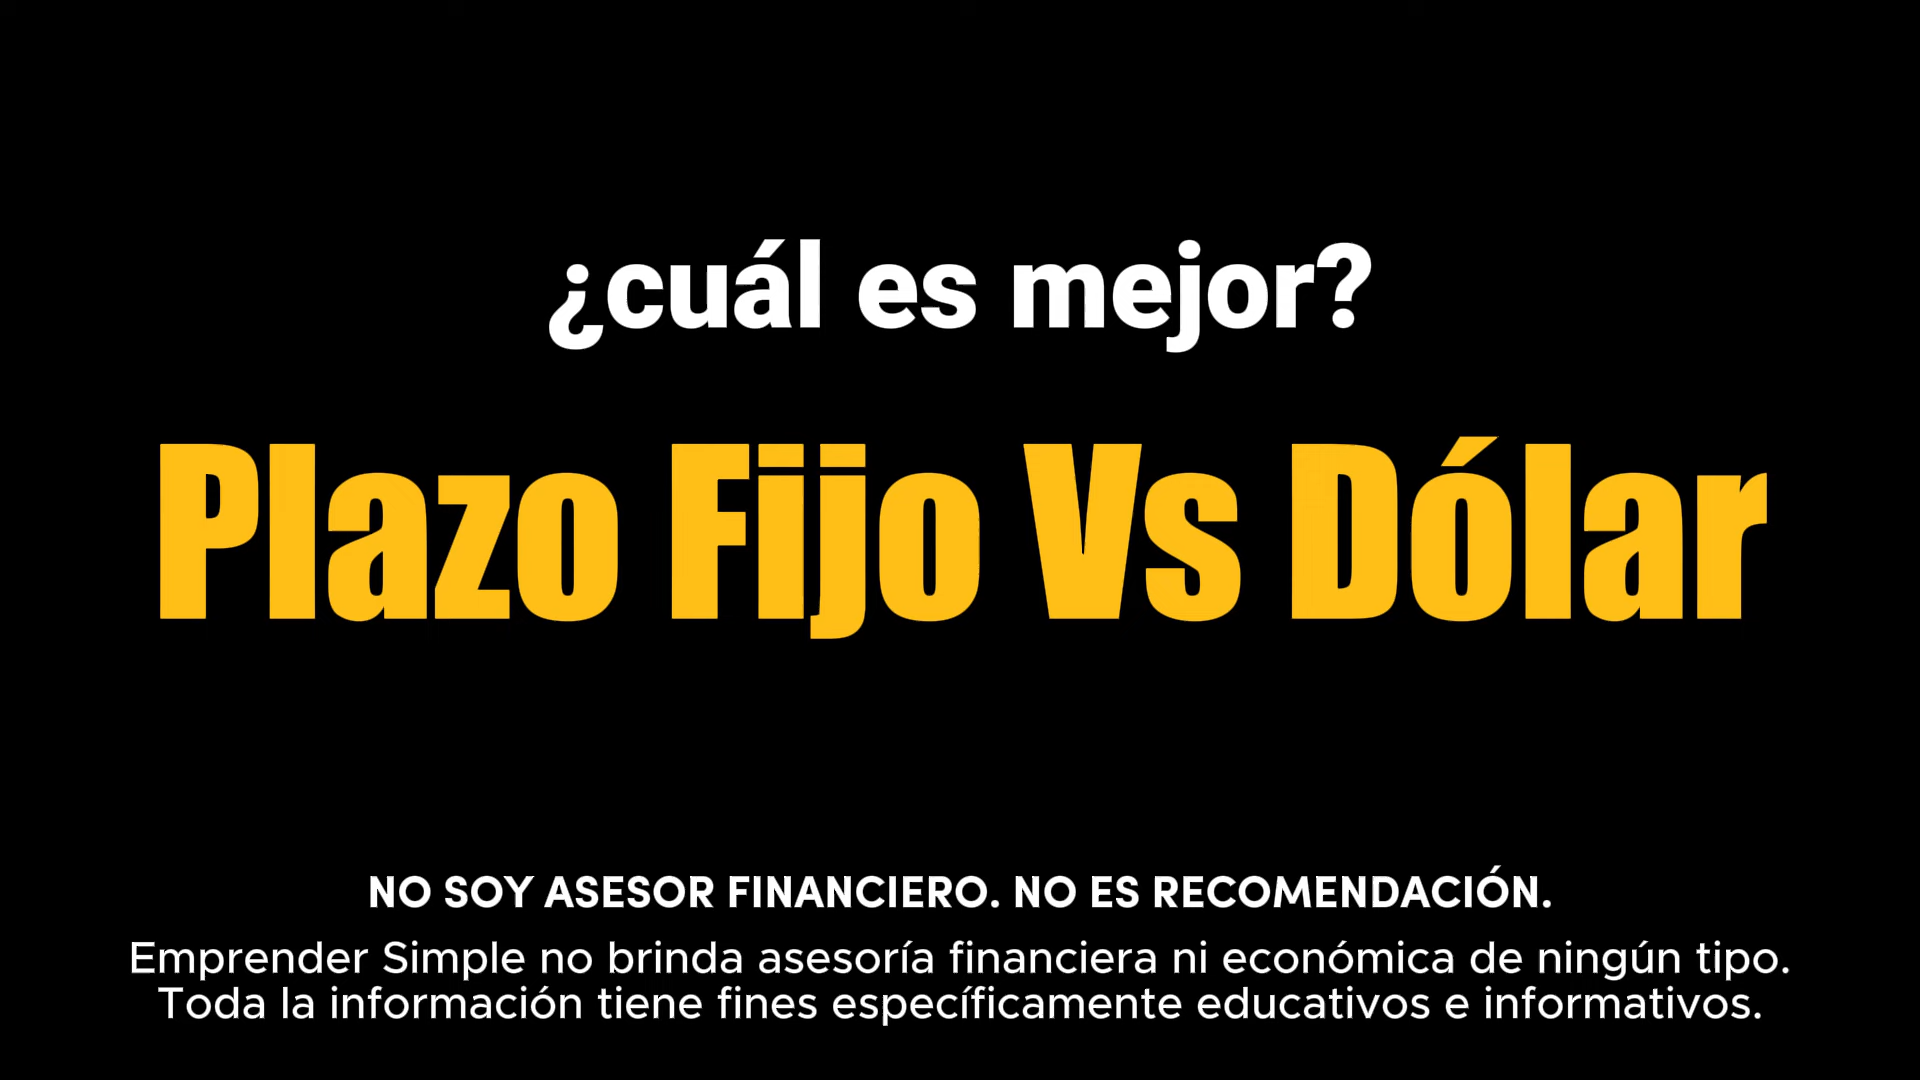 ¿cuál es mejor?
Plazo Fijo Vs Dólar
NO SOY ASESOR FINANCIERO. NO ES RECOMENDACIÓN.
Emprender Simple no brinda asesoría financiera ni económica de ningún tipo.
Toda la información tiene fines específicamente educativos e informativos.